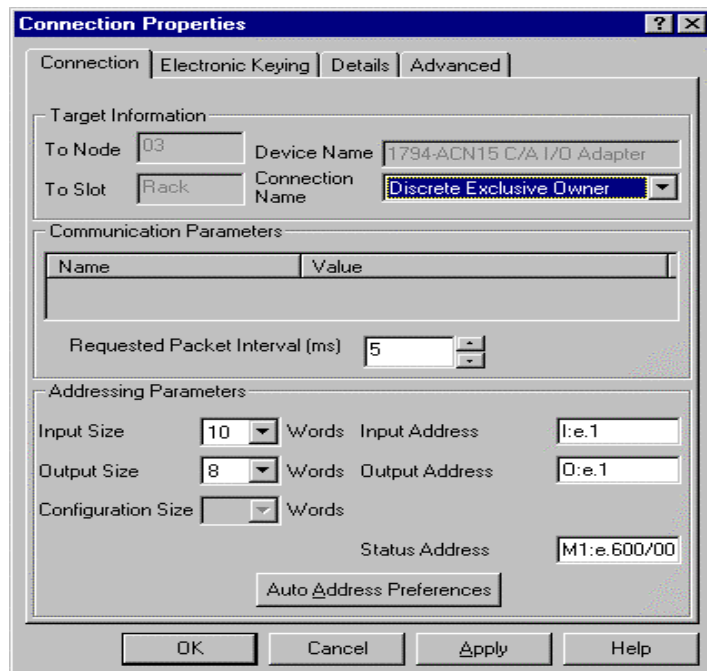 Connection Properties
Connection Electronic Keying Details Advanced
Target Information
To Node 03 Device Name 1794-ACN15 C/A I/O Adapter
To Slot Rack Connection Name Discrete Exclusive Owner
Communication Parameters
Name Value
Requested Packet Interval (ms) 5
Addressing Parameters
Input Size 10 Words Input Address I:e.1
Output Size 8 Words Output Address O:e.1
Configuration Size Words
Status Address M1:e.600/00
Auto Address Preferences
OK Cancel Apply Help